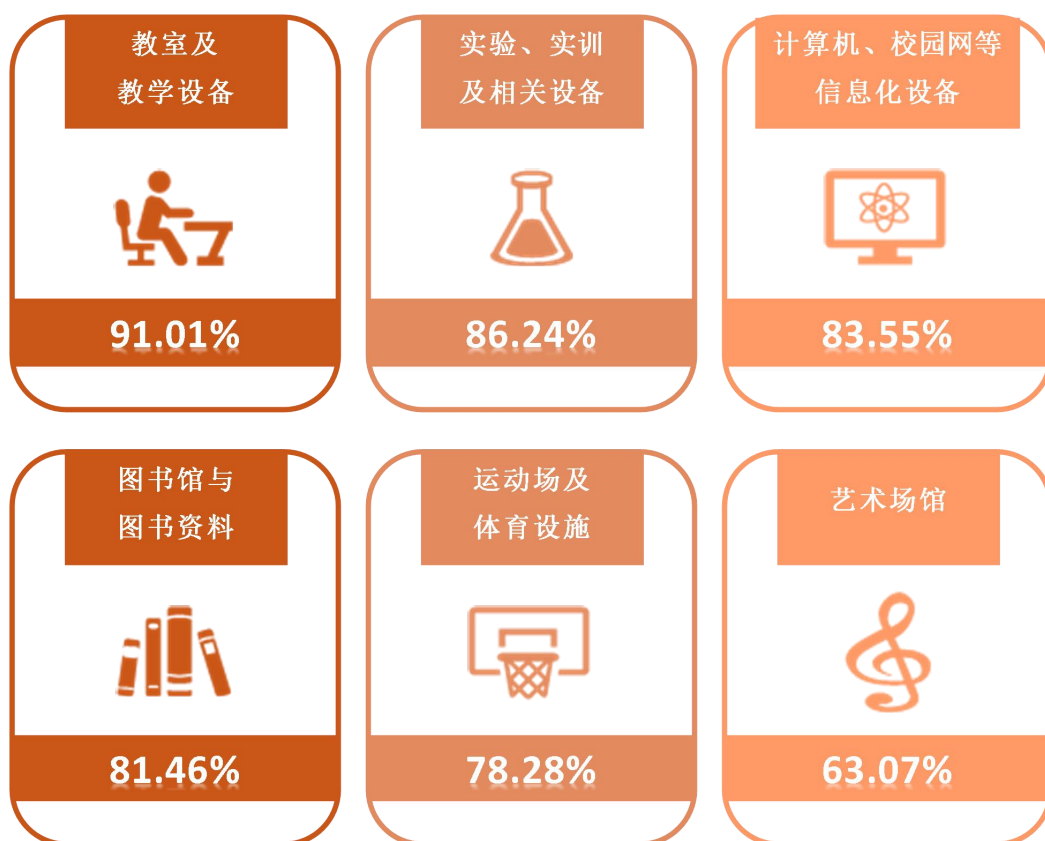 教室及
教学设备
实验、实训
及相关设备
计算机、校园网等
信息化设备
91.01%
86.24%
83.55%
图书馆与
图书资料
运动场及
体育设施
艺术场馆
81.46%
78.28%
63.07%